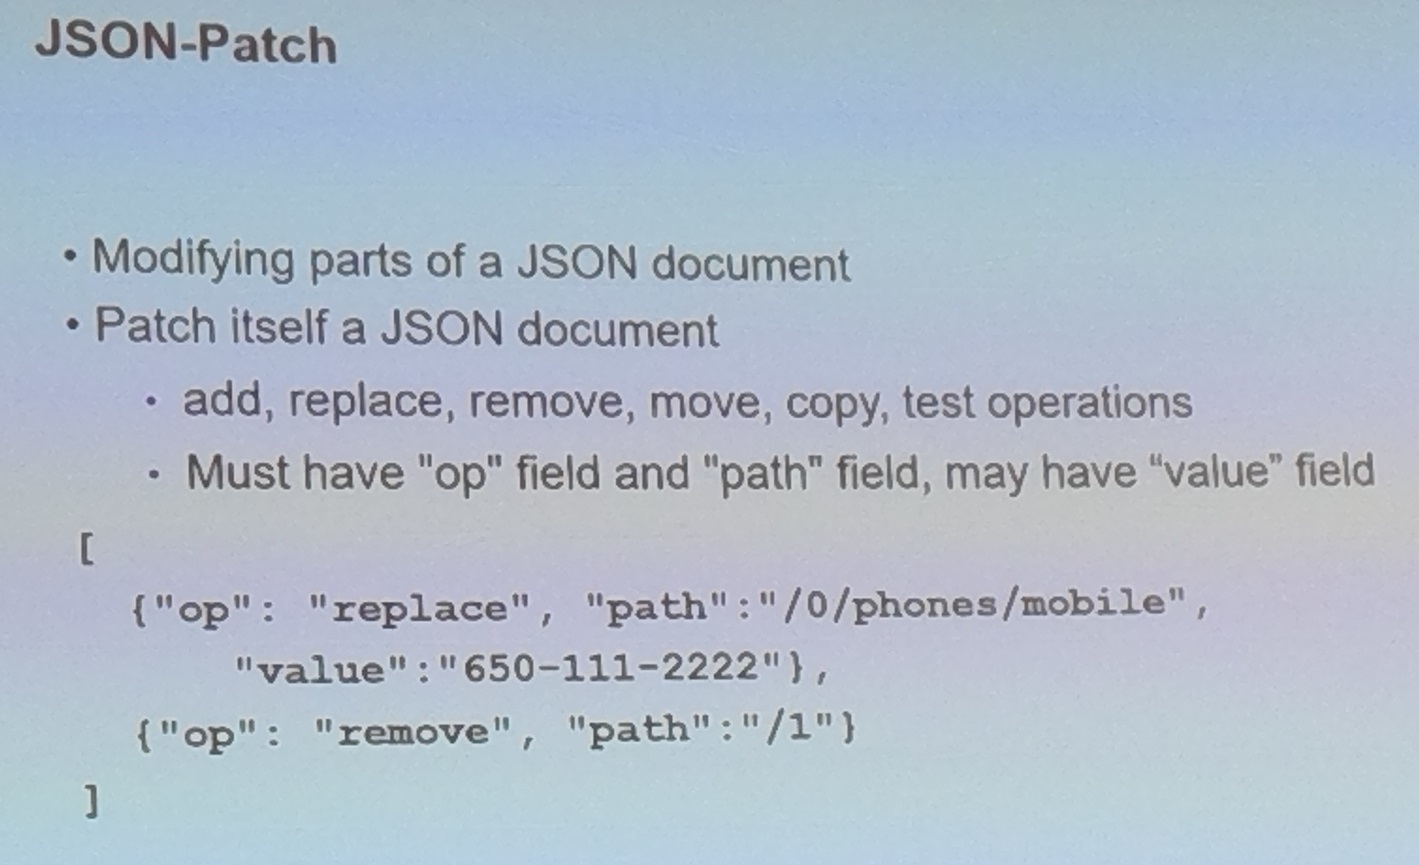 JSON-Patch
• Modifying parts of a JSON document
• Patch itself a JSON document
• add, replace, remove, move, copy, test operations
• Must have "op" field and "path" field, may have “value” field
[
{"op": "replace", "path":"/0/phones/mobile",
"value":"650-111-2222"},
{"op": "remove", "path":"/1"}
]